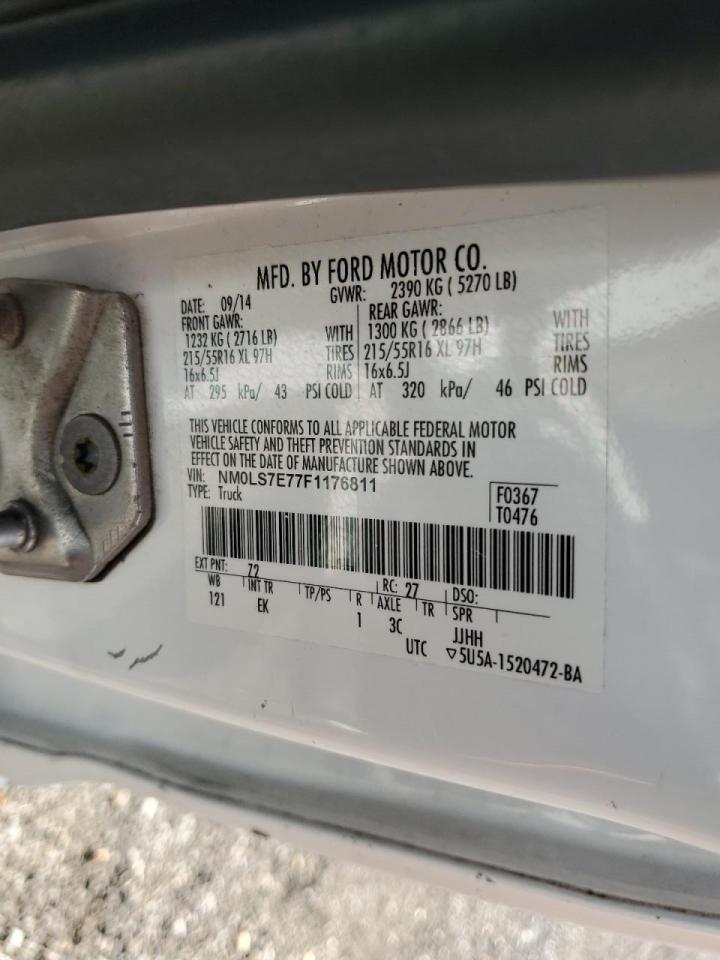 MFD. BY FORD MOTOR CO.
DATE: 09/14 GVWR: 2390 KG ( 5270 LB)
FRONT GAWR: REAR GAWR:
1232 KG ( 2716 LB) WITH 1300 KG ( 2866 LB) WITH
215/55R16 XL 97H TIRES 215/55R16 XL 97H TIRES
16x6.5J RIMS 16x6.5J RIMS
AT 295 kPa/ 43 PSI COLD AT 320 kPa/ 46 PSI COLD
THIS VEHICLE CONFORMS TO ALL APPLICABLE FEDERAL MOTOR
VEHICLE SAFETY AND THEFT PREVENTION STANDARDS IN
EFFECT ON THE DATE OF MANUFACTURE SHOWN ABOVE.
VIN: NM0LS7E77F1176811
TYPE: Truck
F0367
T0476
EXT PNT: Z2 RC: 27 DSO:
WB INT TR TP/PS R AXLE TR SPR
121 EK 1 3C JJHH
UTC ▽5U5A-1520472-BA